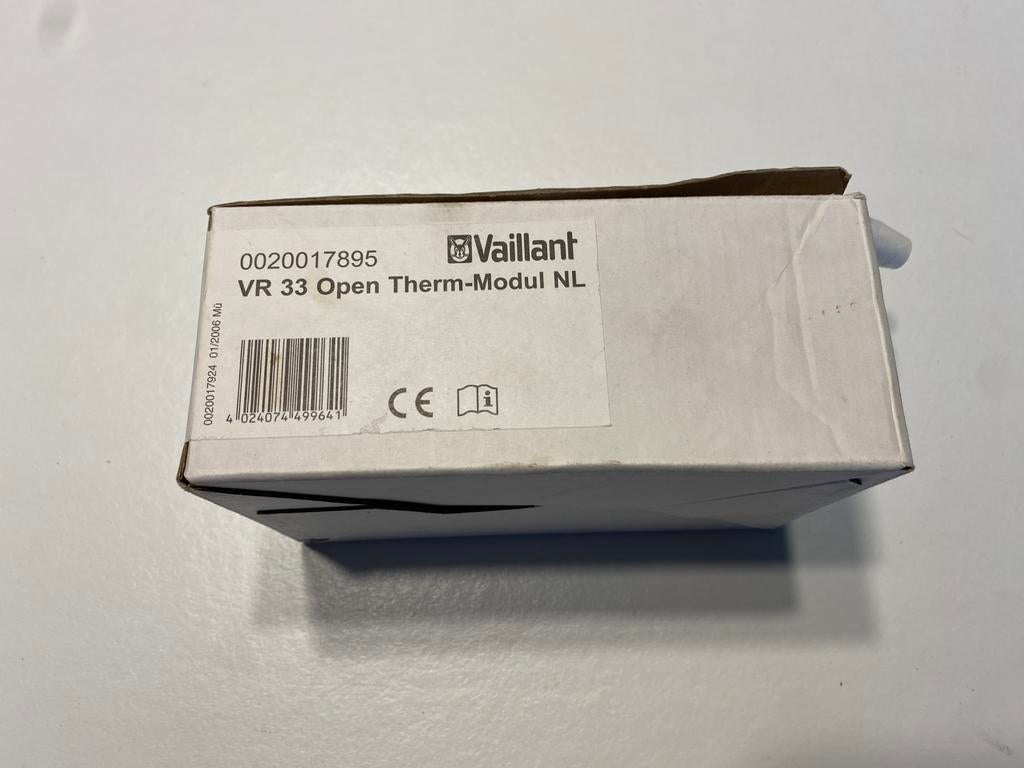 0020017895
Vaillant
VR 33 Open Therm-Modul NL
0020017924 01/2006 Mü
4 024074 499641
CE
i